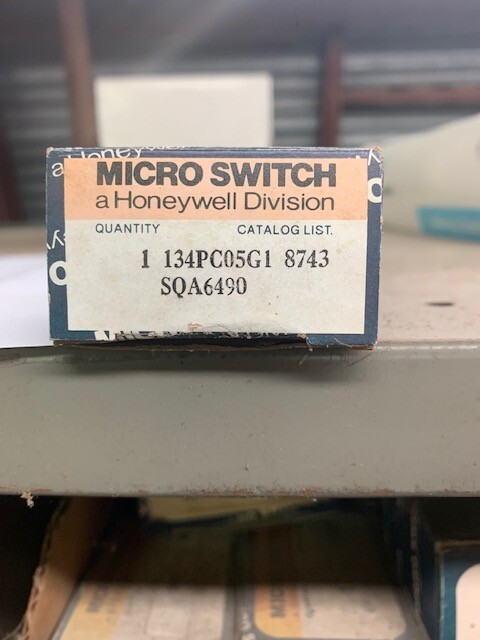 MICRO SWITCH
a Honeywell Division
QUANTITY CATALOG LIST.
1 134PC05G1 8743
SQA6490